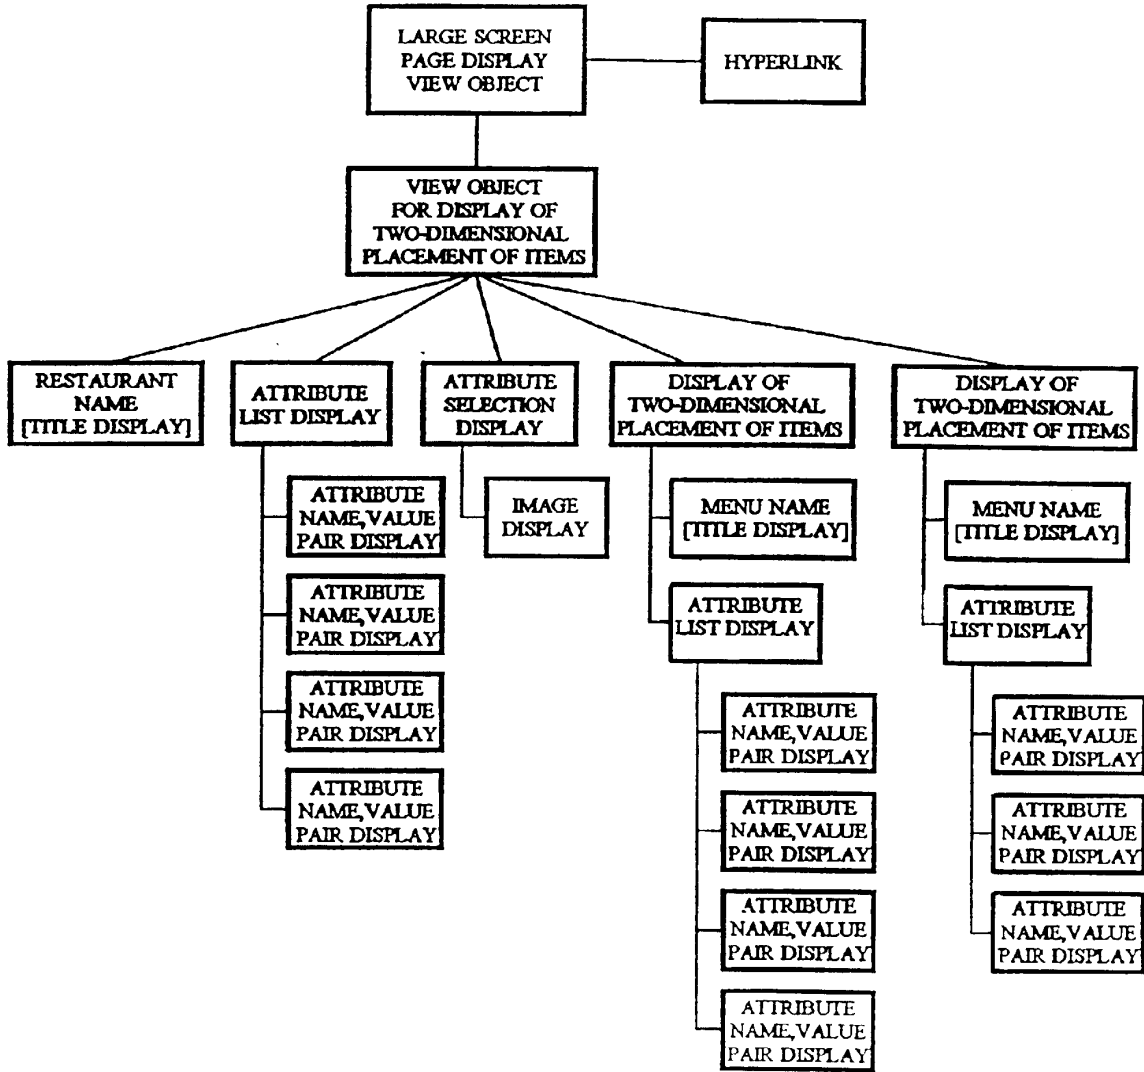 LARGE SCREEN
PAGE DISPLAY
VIEW OBJECT
HYPERLINK
VIEW OBJECT
FOR DISPLAY OF
TWO-DIMENSIONAL
PLACEMENT OF ITEMS
RESTAURANT
NAME
[TITLE DISPLAY]
ATTRIBUTE
LIST DISPLAY
ATTRIBUTE
SELECTION
DISPLAY
DISPLAY OF
TWO-DIMENSIONAL
PLACEMENT OF ITEMS
DISPLAY OF
TWO-DIMENSIONAL
PLACEMENT OF ITEMS
ATTRIBUTE
NAME,VALUE
PAIR DISPLAY
ATTRIBUTE
NAME,VALUE
PAIR DISPLAY
ATTRIBUTE
NAME,VALUE
PAIR DISPLAY
ATTRIBUTE
NAME,VALUE
PAIR DISPLAY
IMAGE
DISPLAY
MENU NAME
[TITLE DISPLAY]
ATTRIBUTE
LIST DISPLAY
ATTRIBUTE
NAME,VALUE
PAIR DISPLAY
ATTRIBUTE
NAME,VALUE
PAIR DISPLAY
ATTRIBUTE
NAME,VALUE
PAIR DISPLAY
ATTRIBUTE
NAME,VALUE
PAIR DISPLAY
MENU NAME
[TITLE DISPLAY]
ATTRIBUTE
LIST DISPLAY
ATTRIBUTE
NAME,VALUE
PAIR DISPLAY
ATTRIBUTE
NAME,VALUE
PAIR DISPLAY
ATTRIBUTE
NAME,VALUE
PAIR DISPLAY